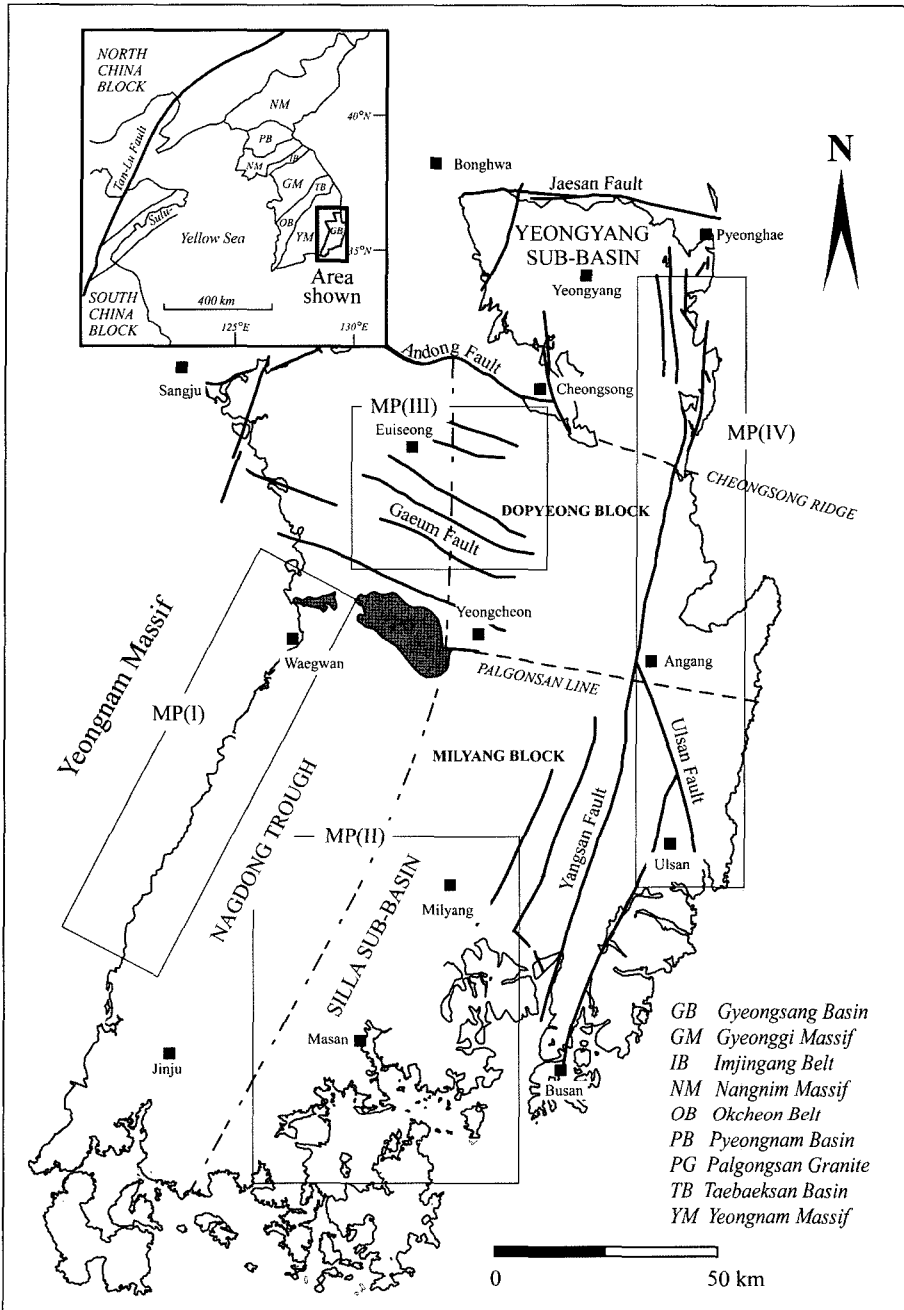 NORTH
CHINA
BLOCK
NM
40°N
Tan-Lu Fault
PB
NM
IB
GM
TB
Sulu-
OB
YM
GB
Yellow Sea
35°N
Area
shown
SOUTH
CHINA
BLOCK
400 km
125°E
130°E
N
Bonghwa
Jaesan Fault
YEONGYANG
SUB-BASIN
Pyeonghae
Yeongyang
Andong Fault
Sangju
Cheongsong
MP(III)
Euiseong
MP(IV)
CHEONGSONG RIDGE
DOPYEONG BLOCK
Gaeum Fault
Yeongcheon
Waegwan
Angang
PALGONSAN LINE
Yeongnam Massif
MP(I)
MILYANG BLOCK
Ulsan Fault
Yangsan Fault
NAGDONG TROUGH
MP(II)
Ulsan
SILLA SUB-BASIN
Milyang
Masan
Jinju
Busan
GB Gyeongsang Basin
GM Gyeonggi Massif
IB Imjingang Belt
NM Nangnim Massif
OB Okcheon Belt
PB Pyeongnam Basin
PG Palgongsan Granite
TB Taebaeksan Basin
YM Yeongnam Massif
0 50 km